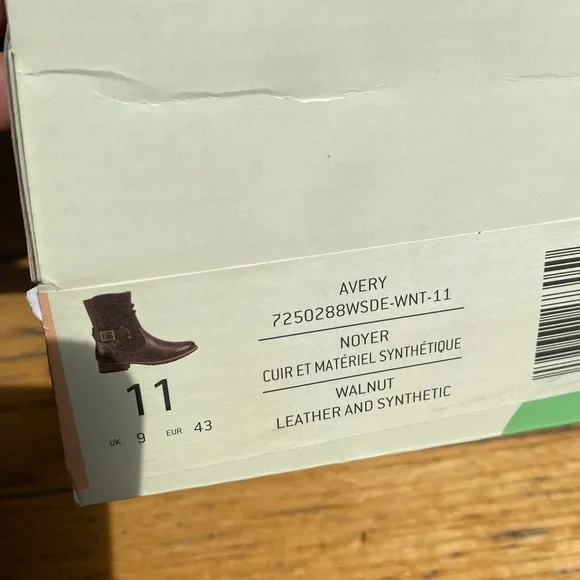 AVERY
7250288WSDE-WNT-11
NOYER
CUIR ET MATÉRIEL SYNTHÉTIQUE
WALNUT
LEATHER AND SYNTHETIC
11
UK 9 EUR 43